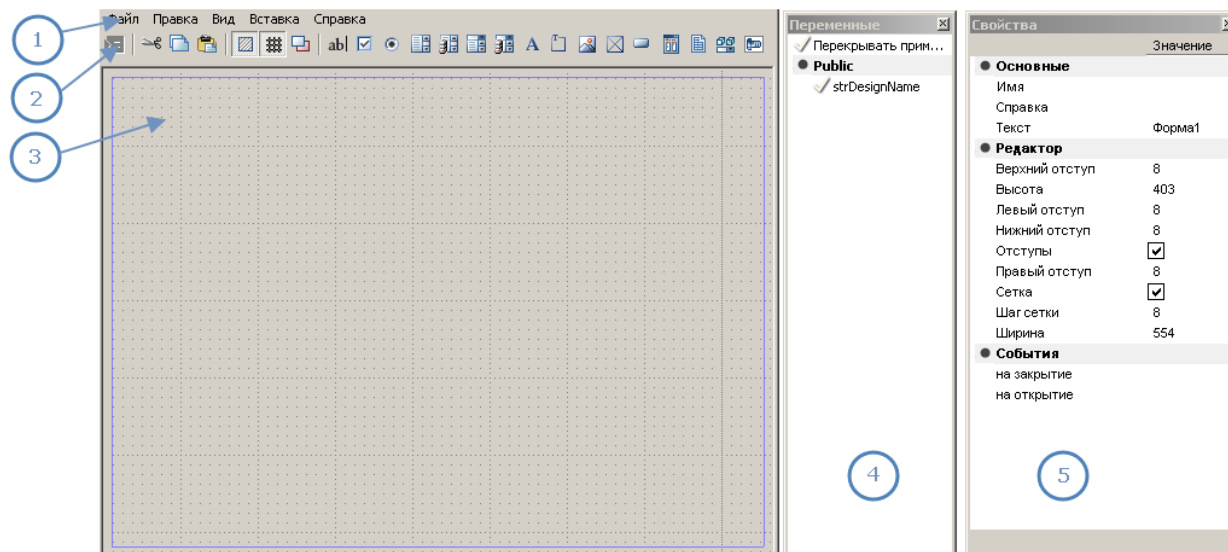 Файл Правка Вид Вставка Справка
ab|
A
1
2
3
Переменные
Перекрывать прим...
Public
strDesignName
4
Свойства
Значение
Основные
Имя
Справка
Текст Форма1
Редактор
Верхний отступ 8
Высота 403
Левый отступ 8
Нижний отступ 8
Отступы
Правый отступ 8
Сетка
Шаг сетки 8
Ширина 554
События
на закрытие
на открытие
5